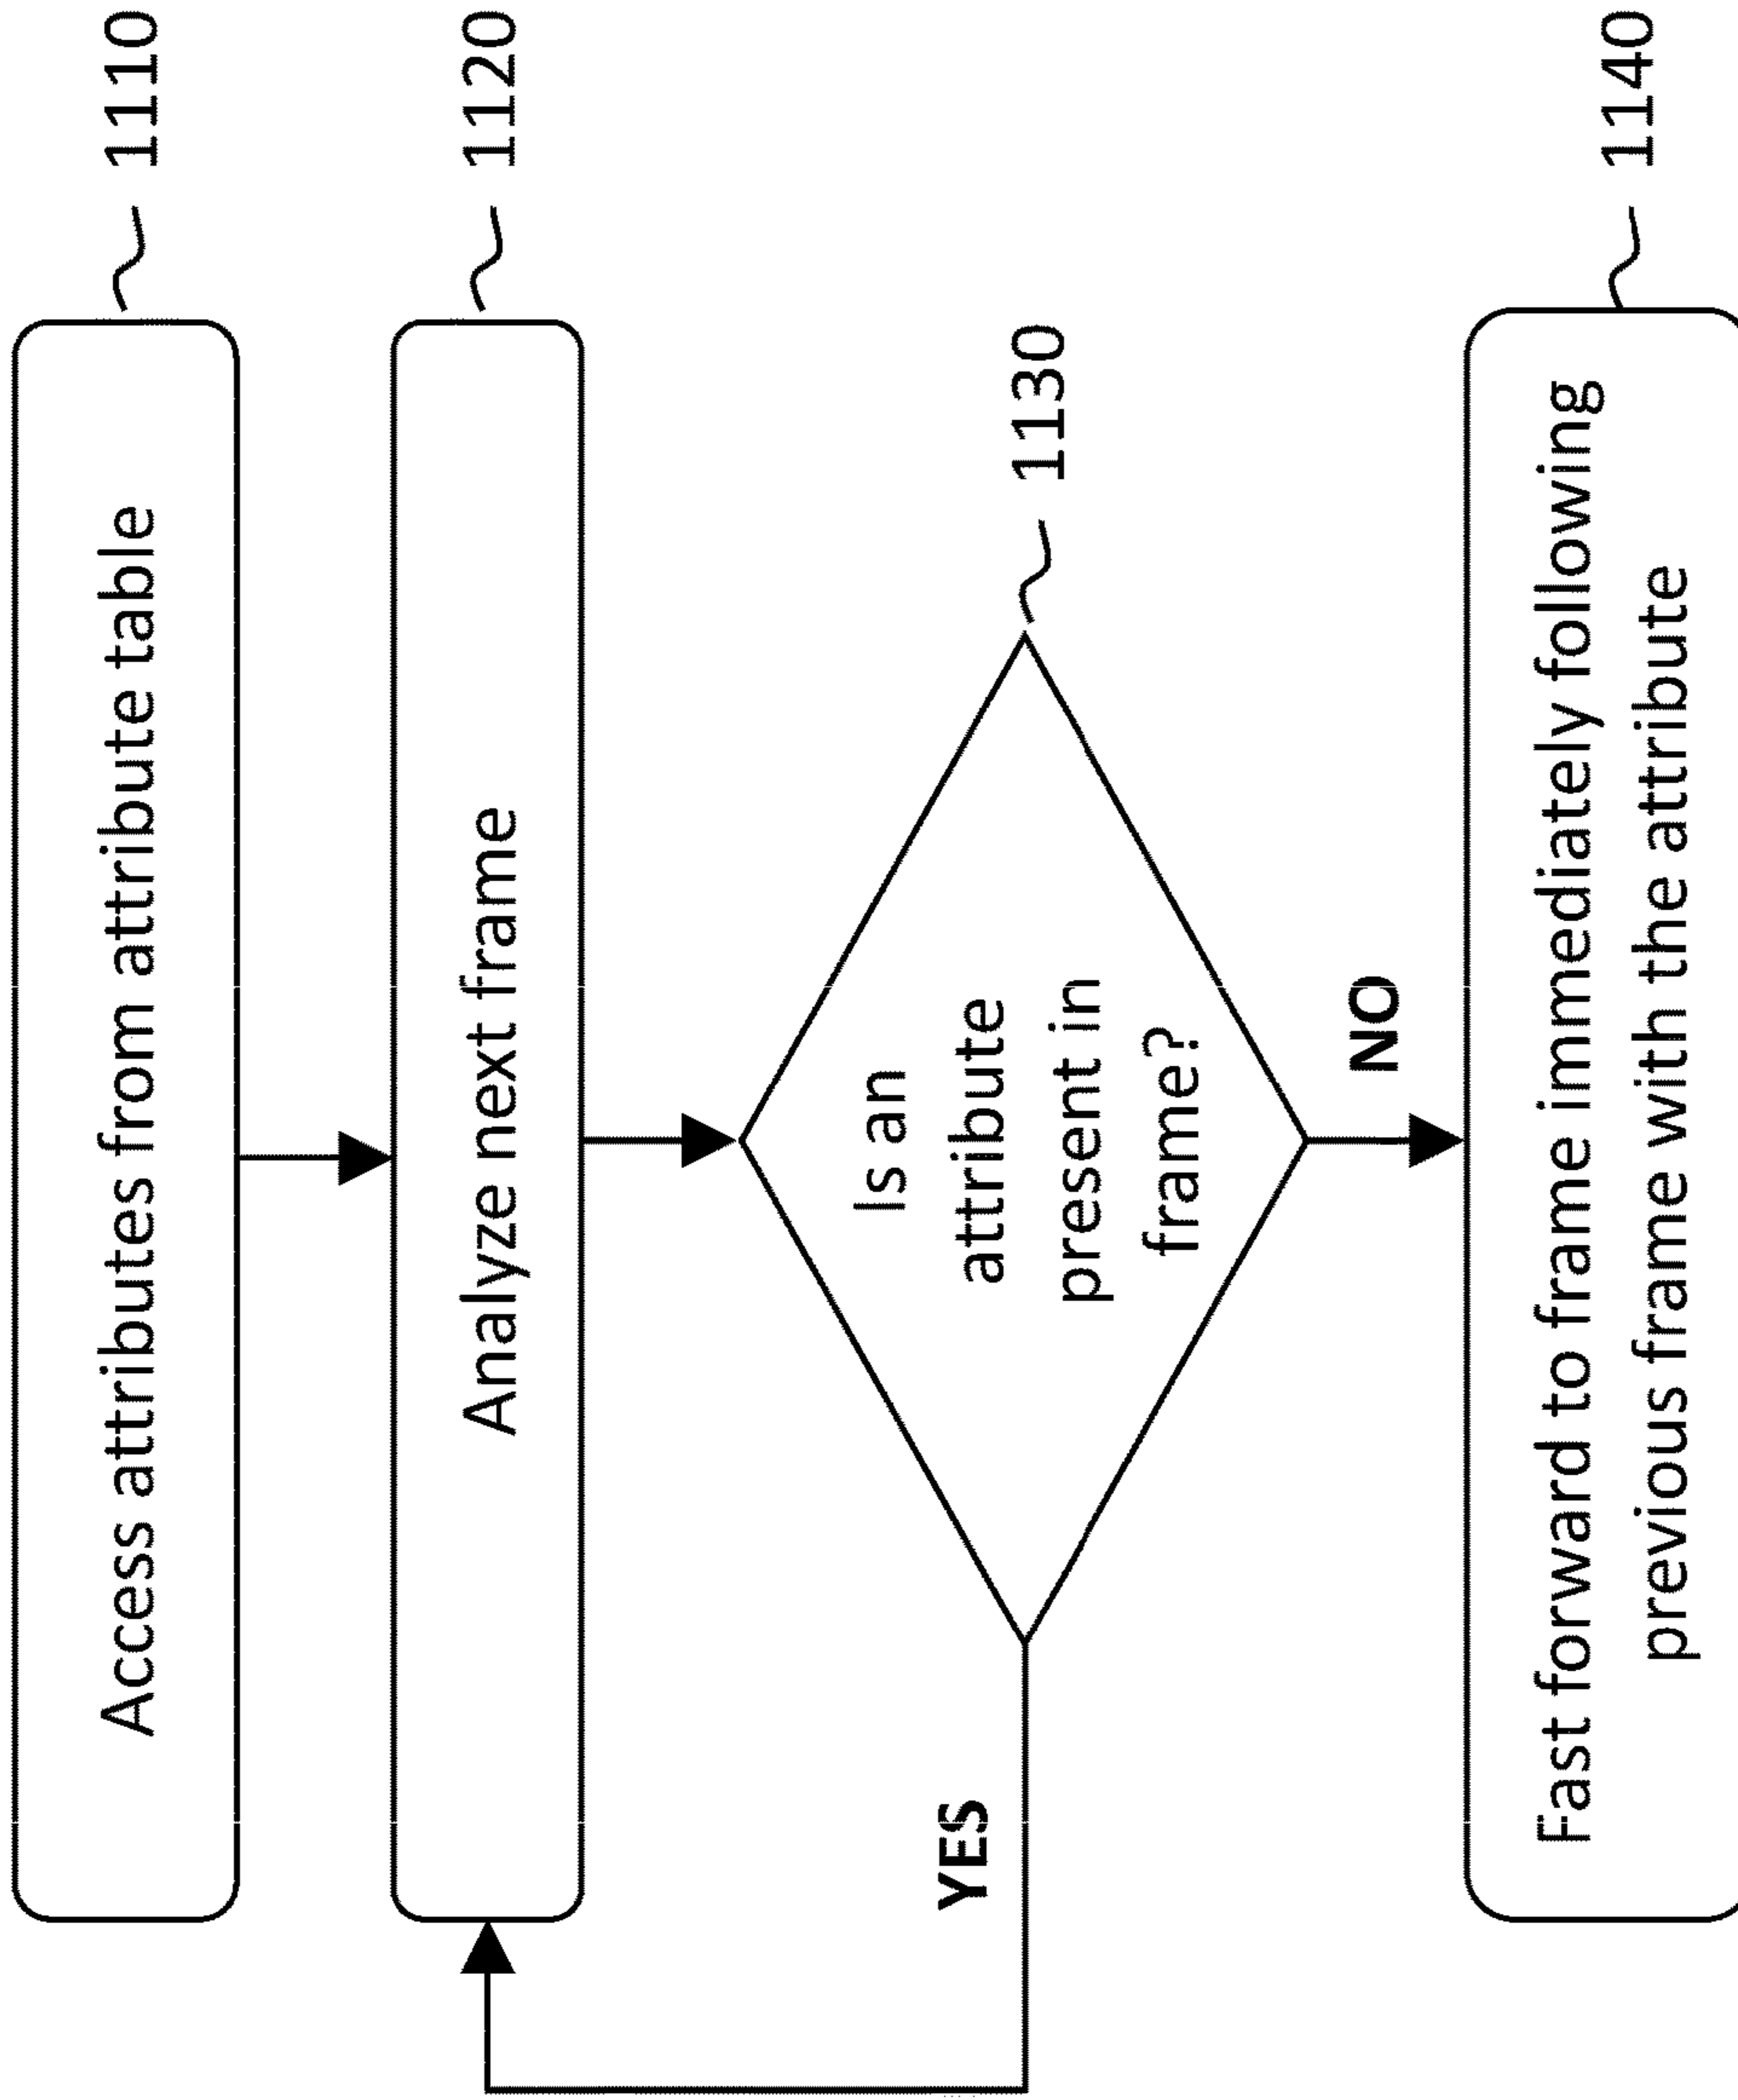 Access attributes from attribute table
1110
Analyze next frame
1120
Is an
attribute
present in
frame?
1130
YES
NO
Fast forward to frame immediately following
previous frame with the attribute
1140